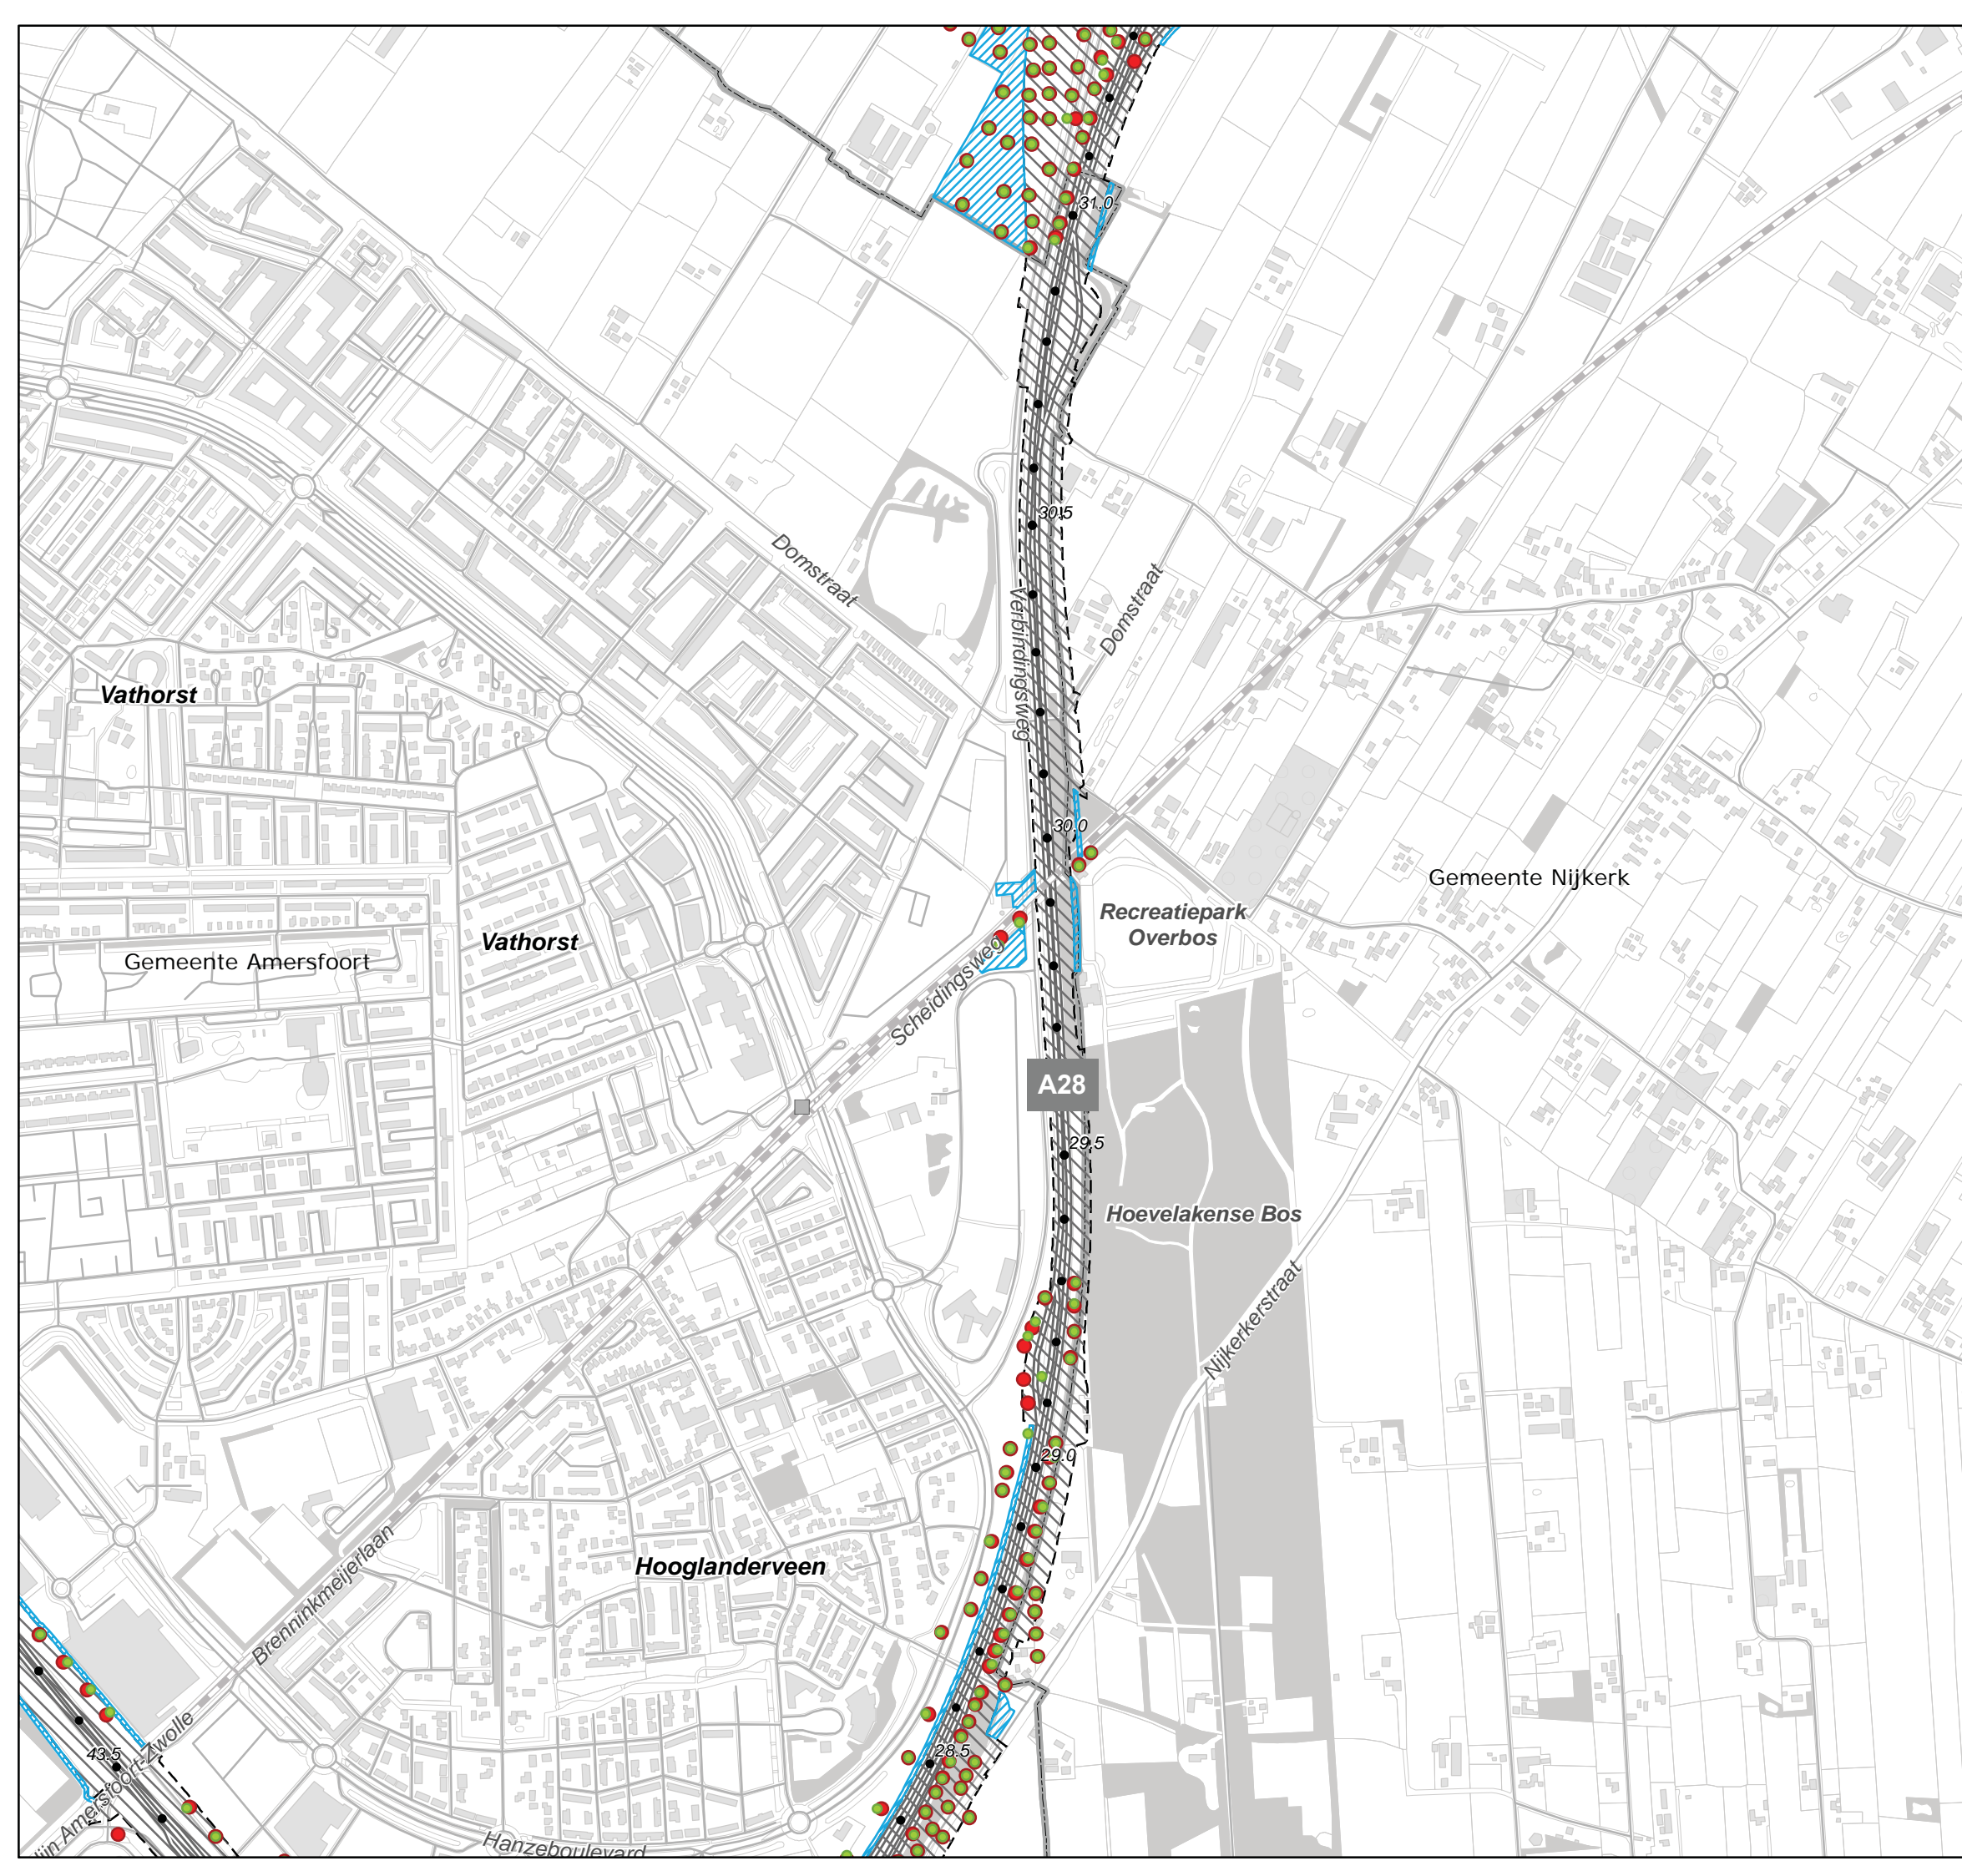 31.0
30.5
Domstraat
Domstraat
Verbindingsweg
Vathorst
30.0
Gemeente Nijkerk
Recreatiepark
Overbos
Vathorst
Gemeente Amersfoort
Scheidingsweg
A28
29.5
Hoevelakense Bos
Nijkerkerstraat
29.0
Hooglanderveen
Brenninkmeijerlaan
43.5
28.5
lijn Amersfoort-Zwolle
Hanzeboulevard